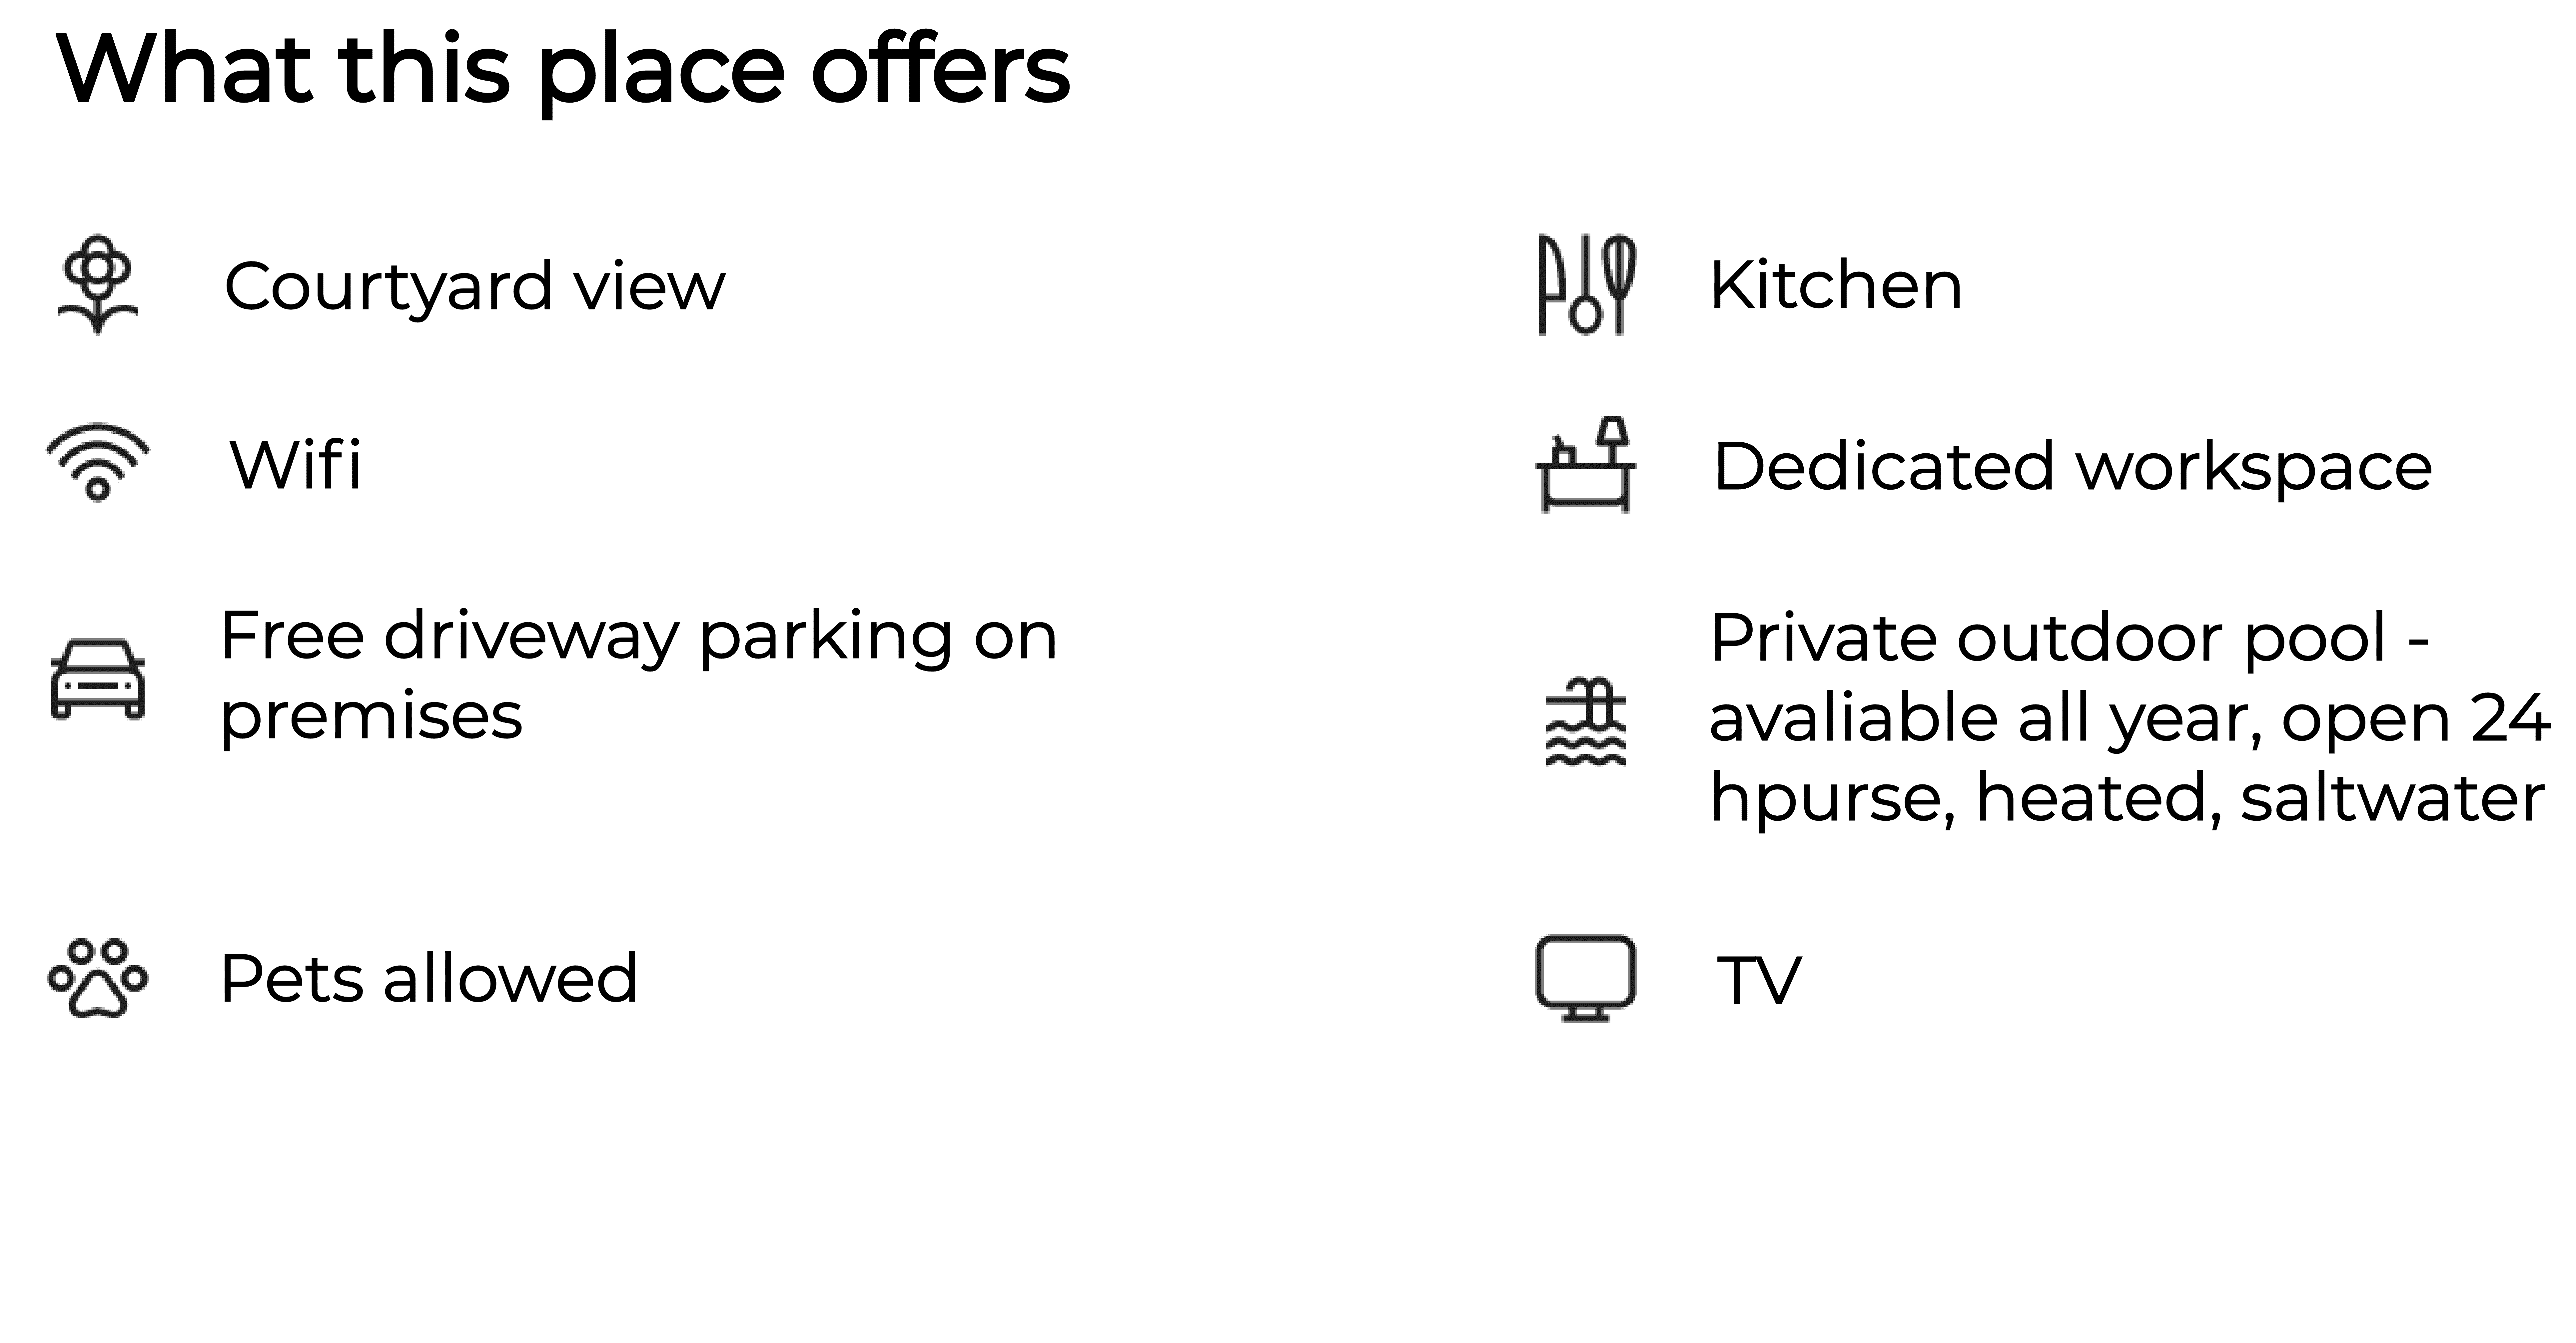 What this place offers
Courtyard view
Kitchen
Wifi
Dedicated workspace
Free driveway parking on
premises
Private outdoor pool -
avaliable all year, open 24
hpurse, heated, saltwater
Pets allowed
TV